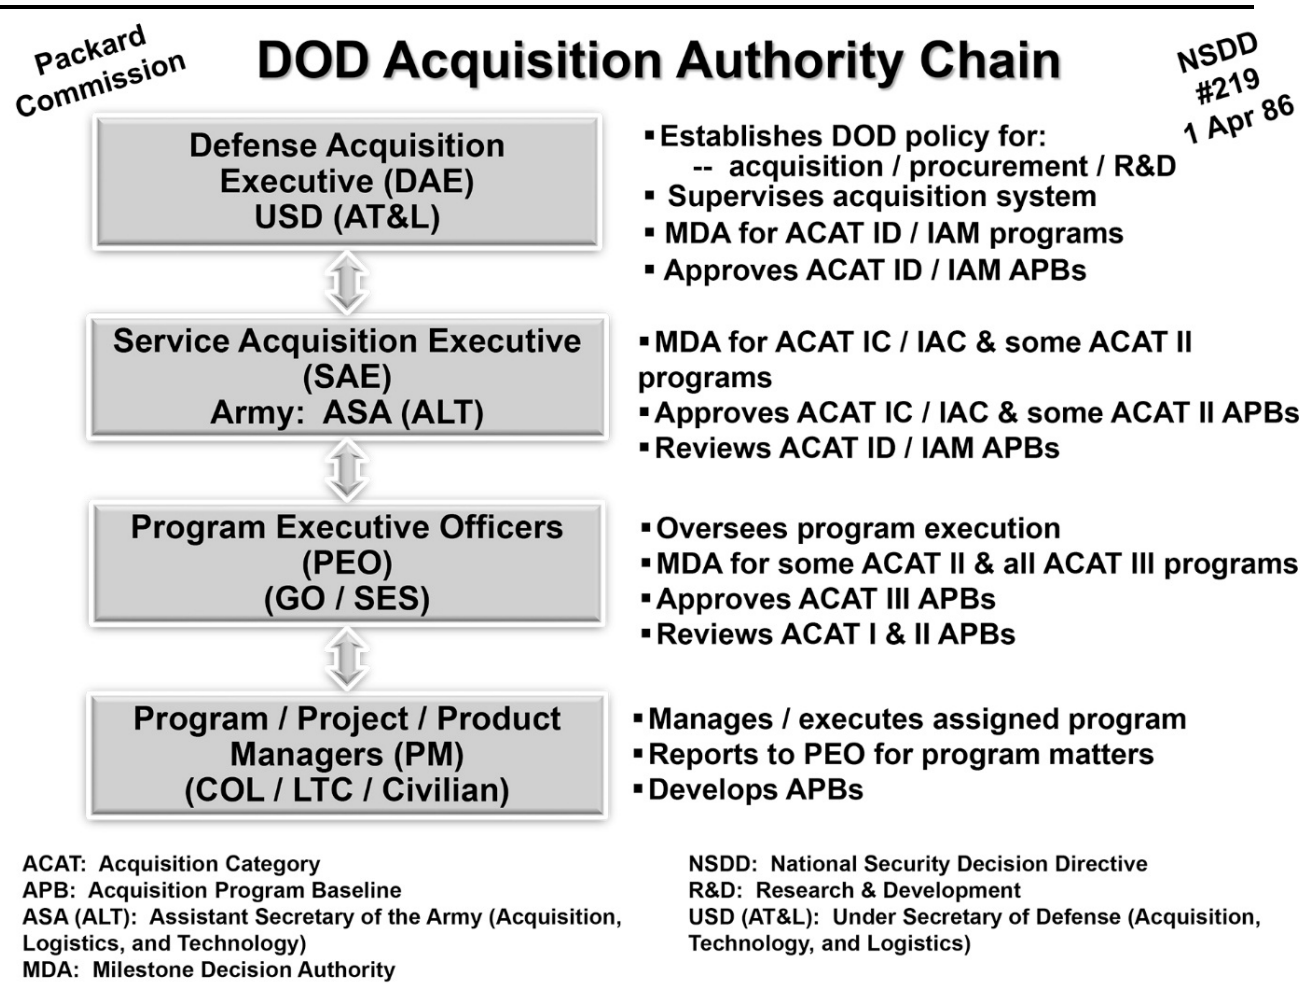 Packard
Commission
DOD Acquisition Authority Chain
NSDD
#219
1 Apr 86
Defense Acquisition
Executive (DAE)
USD (AT&L)
▪ Establishes DOD policy for:
-- acquisition / procurement / R&D
▪ Supervises acquisition system
▪ MDA for ACAT ID / IAM programs
▪ Approves ACAT ID / IAM APBs
Service Acquisition Executive
(SAE)
Army: ASA (ALT)
▪ MDA for ACAT IC / IAC & some ACAT II
programs
▪ Approves ACAT IC / IAC & some ACAT II APBs
▪ Reviews ACAT ID / IAM APBs
Program Executive Officers
(PEO)
(GO / SES)
▪ Oversees program execution
▪ MDA for some ACAT II & all ACAT III programs
▪ Approves ACAT III APBs
▪ Reviews ACAT I & II APBs
Program / Project / Product
Managers (PM)
(COL / LTC / Civilian)
▪ Manages / executes assigned program
▪ Reports to PEO for program matters
▪ Develops APBs
ACAT: Acquisition Category
APB: Acquisition Program Baseline
ASA (ALT): Assistant Secretary of the Army (Acquisition,
Logistics, and Technology)
MDA: Milestone Decision Authority
NSDD: National Security Decision Directive
R&D: Research & Development
USD (AT&L): Under Secretary of Defense (Acquisition,
Technology, and Logistics)